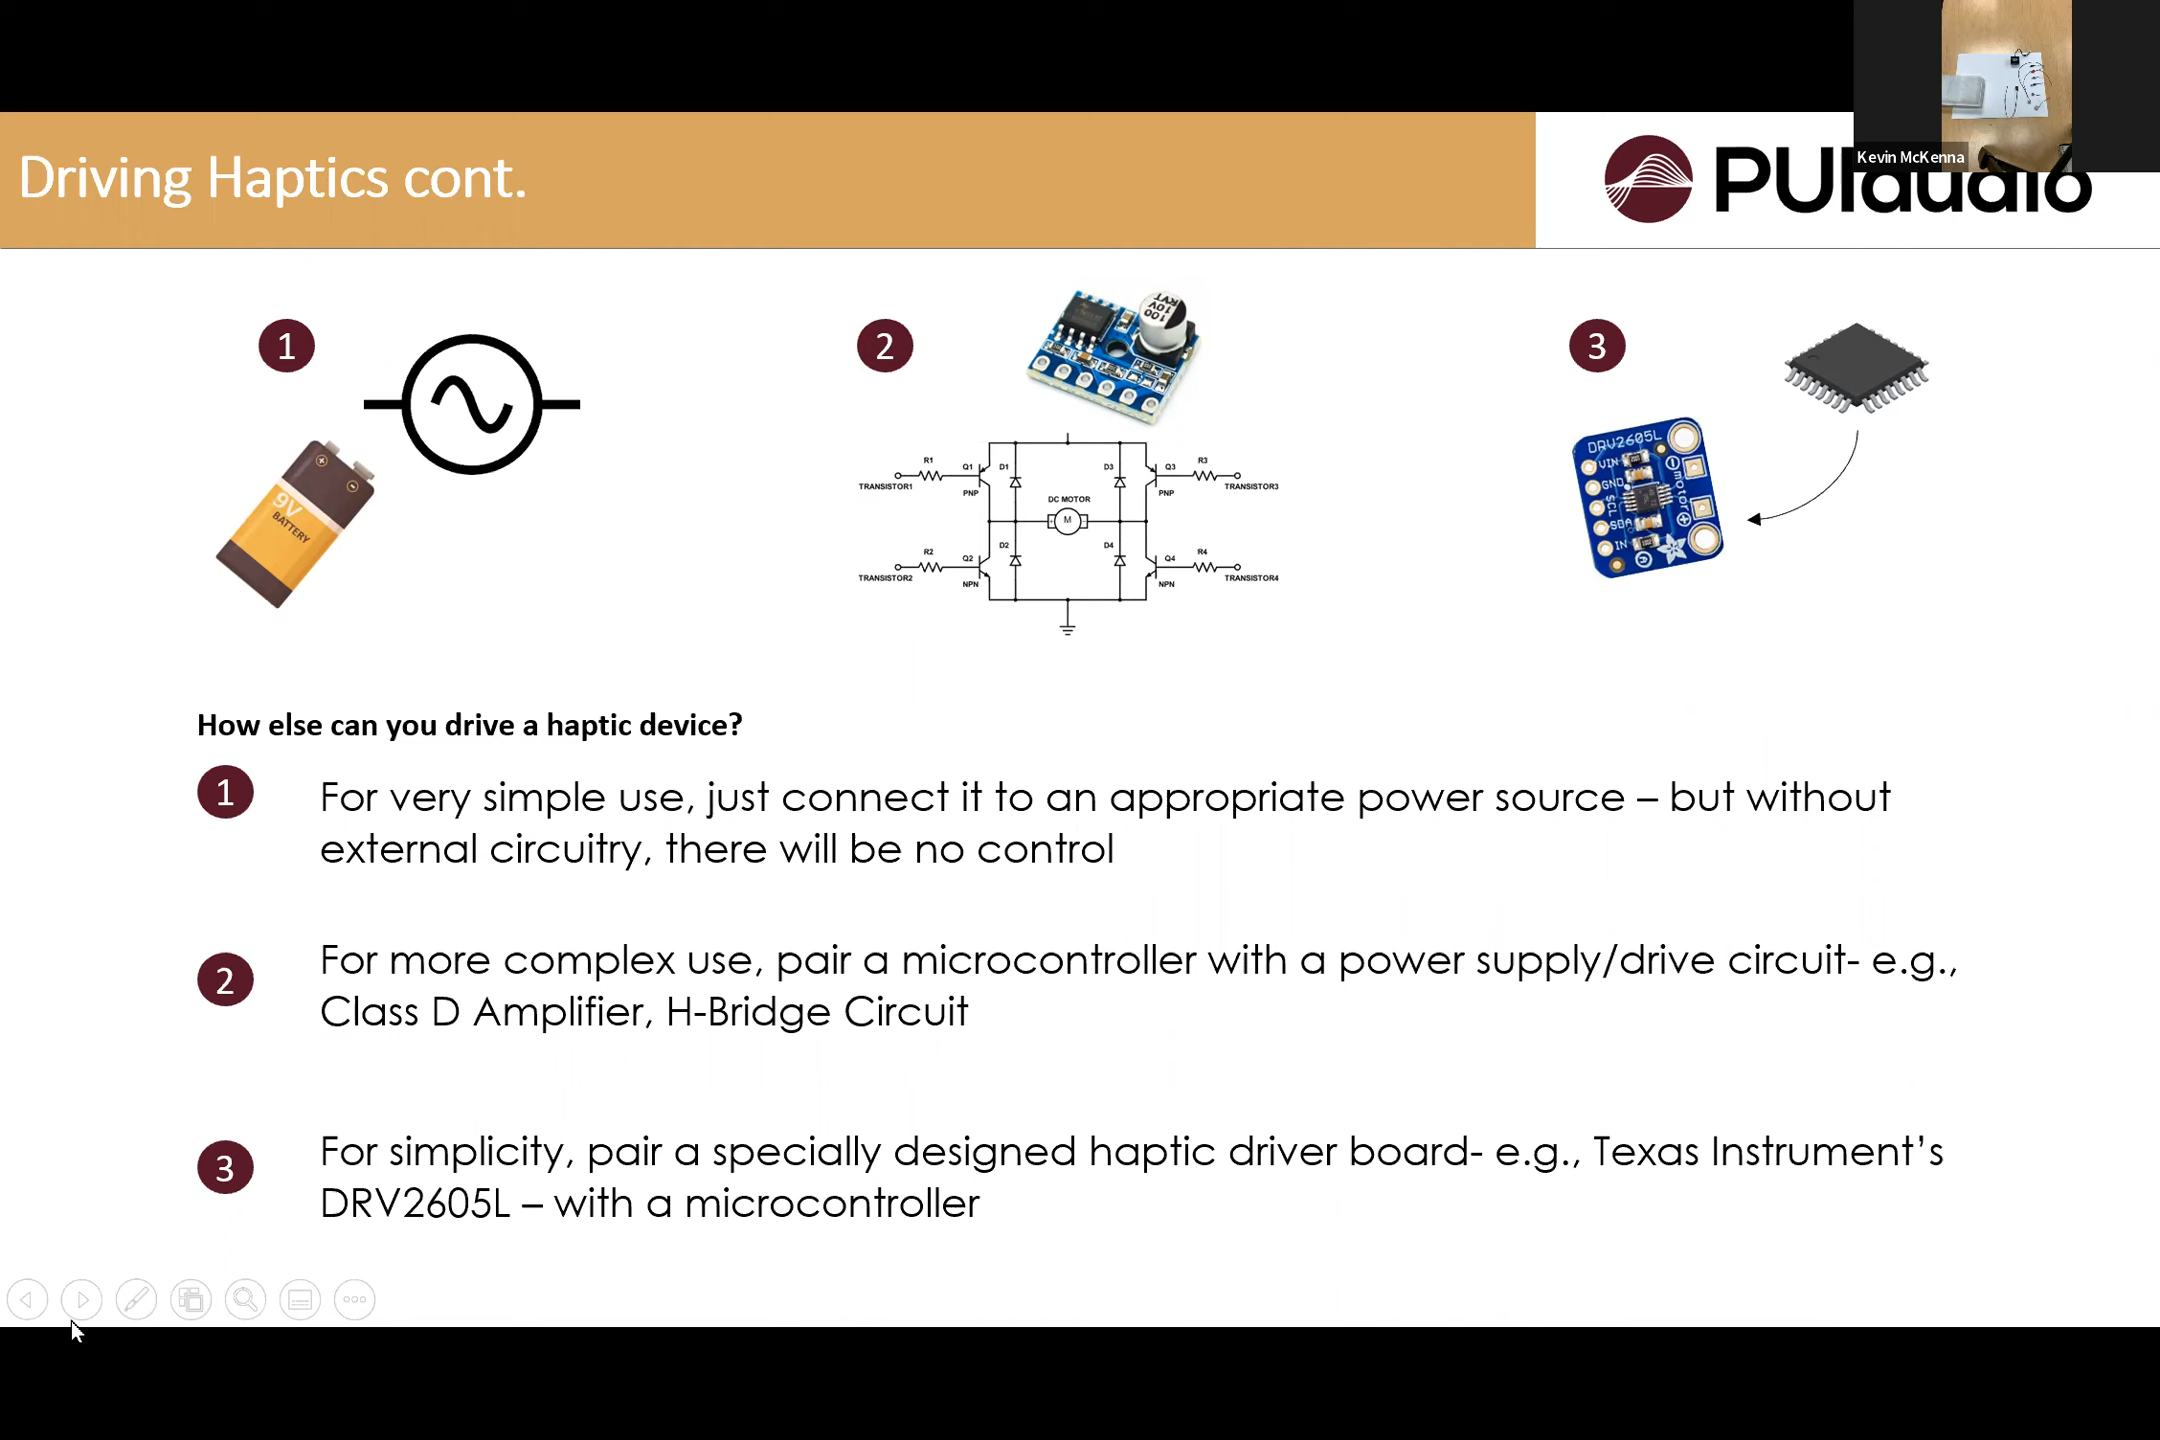 Kevin McKenna
Driving Haptics cont.
PUIaudio
1
2
3
9V
BATTERY
100
10V
RVT
R1
Q1
D1
D3
Q3
R3
TRANSISTOR1
PNP
PNP
TRANSISTOR3
DC MOTOR
M
R2
Q2
D2
D4
Q4
R4
TRANSISTOR2
NPN
NPN
TRANSISTOR4
DRV2605L
VIN
GND
SCL
SDA
IN
motor
How else can you drive a haptic device?
1
For very simple use, just connect it to an appropriate power source – but without
external circuitry, there will be no control
2
For more complex use, pair a microcontroller with a power supply/drive circuit- e.g.,
Class D Amplifier, H-Bridge Circuit
3
For simplicity, pair a specially designed haptic driver board- e.g., Texas Instrument’s
DRV2605L – with a microcontroller